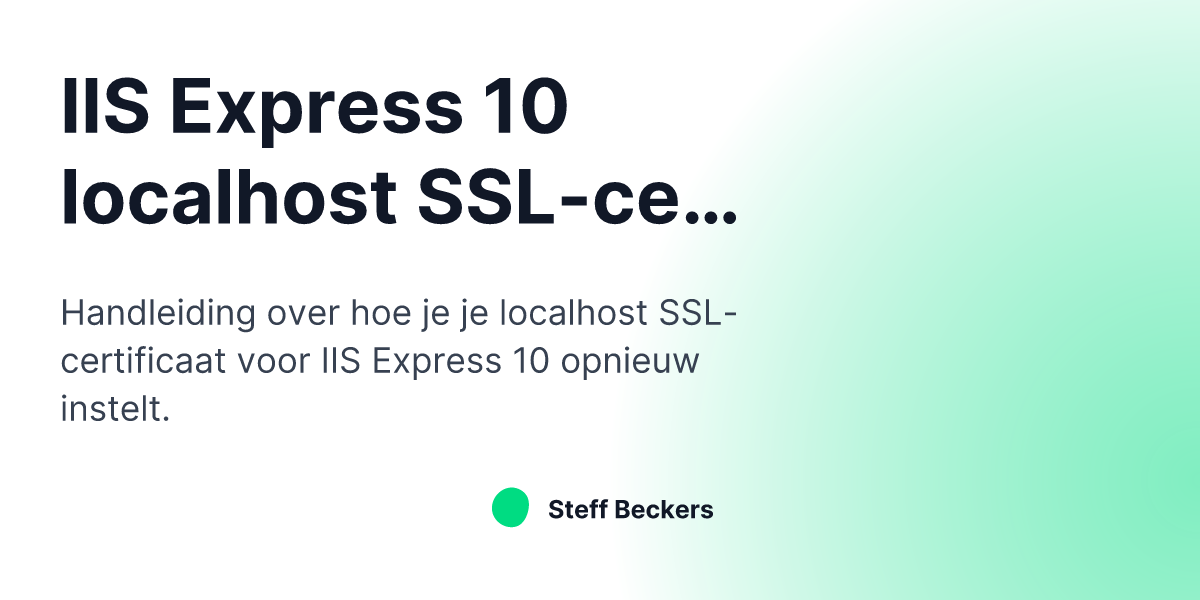 IIS Express 10
localhost SSL-ce...
Handleiding over hoe je je localhost SSL-
certificaat voor IIS Express 10 opnieuw
instelt.
Steff Beckers